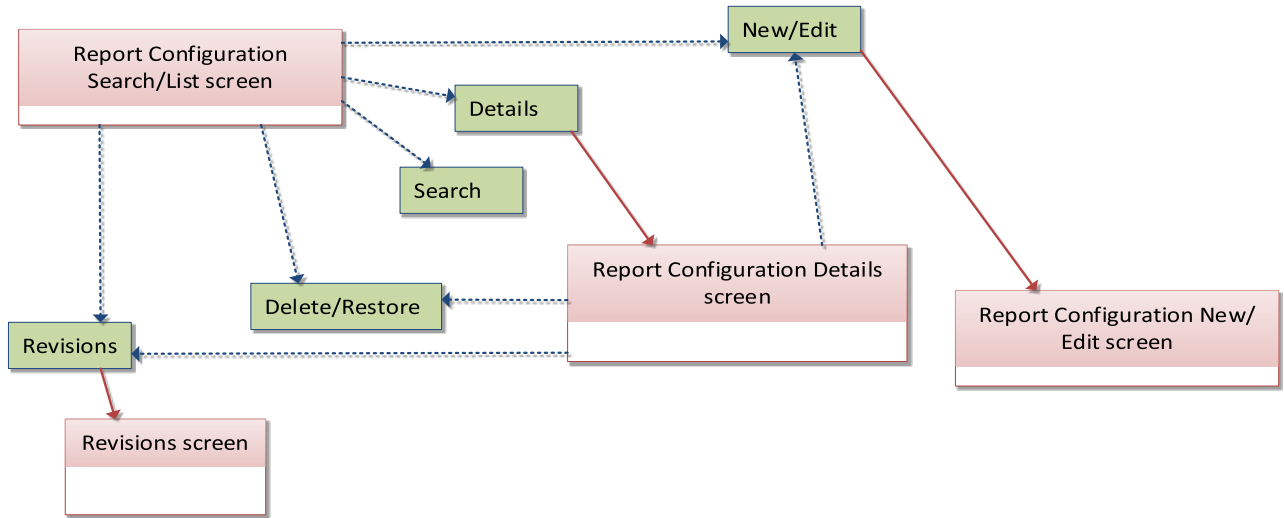 Report Configuration
Search/List screen
New/Edit
Details
Search
Report Configuration Details
screen
Delete/Restore
Report Configuration New/
Edit screen
Revisions
Revisions screen